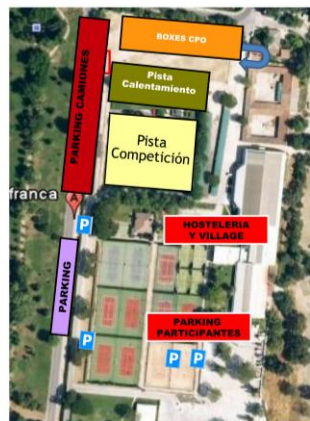 BOXES CPO
Pista
Calentamiento
PARKING CAMIONES
Pista
Competición
franca
A
P
HOSTELERIA
Y VILLAGE
PARKING
PARKING
PARTICIPANTES
P
P
P